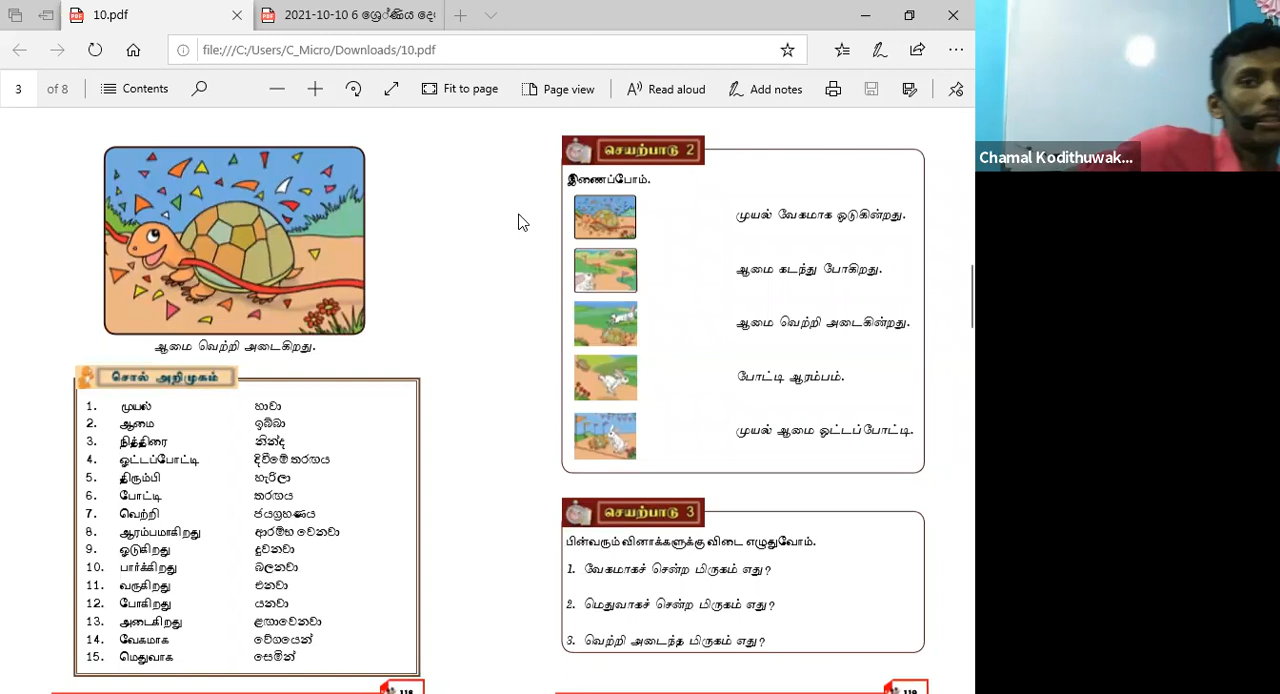 10.pdf
2021-10-10 6
file:///C:/Users/C_Micro/Downloads/10.pdf
3 of 8 Contents Fit to page Page view Read aloud Add notes
Chamal Kodithuwak...
ஆமை வெற்றி அடைகிறது.
சொல் அறிமுகம்
1. முயல் හාවා
2. ஆமை ඉබ්බා
3. நித்திரை නින්ද
4. ஓட்டப்போட்டி දිවීමේ තරඟය
5. திரும்பி හැරිලා
6. போட்டி තරඟය
7. வெற்றி ජයග්‍රහණය
8. ஆரம்பமாகிறது ආරම්භ වෙනවා
9. ஓடுகிறது දුවනවා
10. பார்க்கிறது බලනවා
11. வருகிறது එනවා
12. போகிறது යනවා
13. அடைகிறது ළඟාවෙනවා
14. வேகமாக වේගයෙන්
15. மெதுவாக සෙමින්
118
செயற்பாடு 2
இணைப்போம்.
முயல் வேகமாக ஓடுகின்றது.
ஆமை கடந்து போகிறது.
ஆமை வெற்றி அடைகின்றது.
போட்டி ஆரம்பம்.
முயல் ஆமை ஓட்டப்போட்டி.
செயற்பாடு 3
பின்வரும் வினாக்களுக்கு விடை எழுதுவோம்.
1. வேகமாகச் சென்ற மிருகம் எது?
2. மெதுவாகச் சென்ற மிருகம் எது?
3. வெற்றி அடைந்த மிருகம் எது?
119